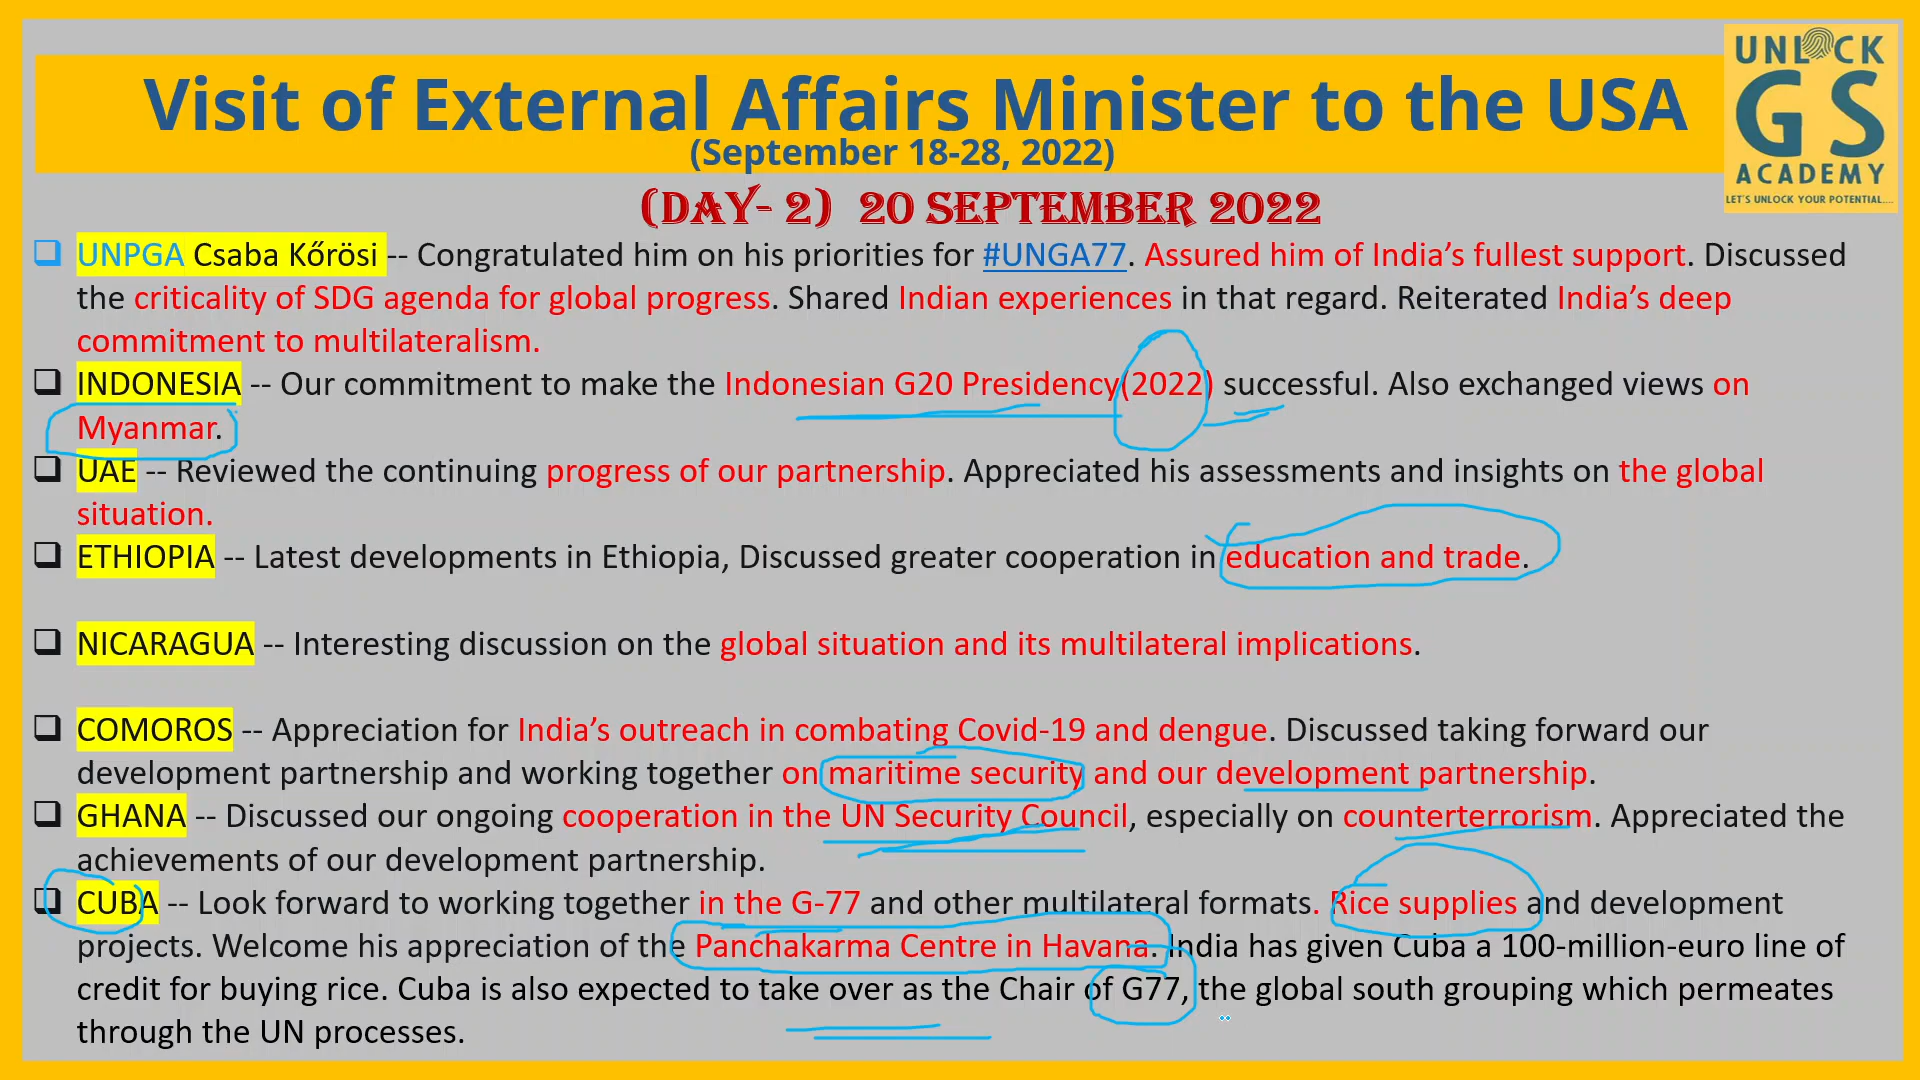 UNLOCK
GS
ACADEMY
LET'S UNLOCK YOUR POTENTIAL....
Visit of External Affairs Minister to the USA
(September 18-28, 2022)
(DAY- 2) 20 SEPTEMBER 2022
UNPGA Csaba Kőrösi -- Congratulated him on his priorities for #UNGA77. Assured him of India’s fullest support. Discussed
the criticality of SDG agenda for global progress. Shared Indian experiences in that regard. Reiterated India’s deep
commitment to multilateralism.
INDONESIA -- Our commitment to make the Indonesian G20 Presidency(2022) successful. Also exchanged views on
Myanmar.
UAE -- Reviewed the continuing progress of our partnership. Appreciated his assessments and insights on the global
situation.
ETHIOPIA -- Latest developments in Ethiopia, Discussed greater cooperation in education and trade.
NICARAGUA -- Interesting discussion on the global situation and its multilateral implications.
COMOROS -- Appreciation for India’s outreach in combating Covid-19 and dengue. Discussed taking forward our
development partnership and working together on maritime security and our development partnership.
GHANA -- Discussed our ongoing cooperation in the UN Security Council, especially on counterterrorism. Appreciated the
achievements of our development partnership.
CUBA -- Look forward to working together in the G-77 and other multilateral formats. Rice supplies and development
projects. Welcome his appreciation of the Panchakarma Centre in Havana. India has given Cuba a 100-million-euro line of
credit for buying rice. Cuba is also expected to take over as the Chair of G77, the global south grouping which permeates
through the UN processes.